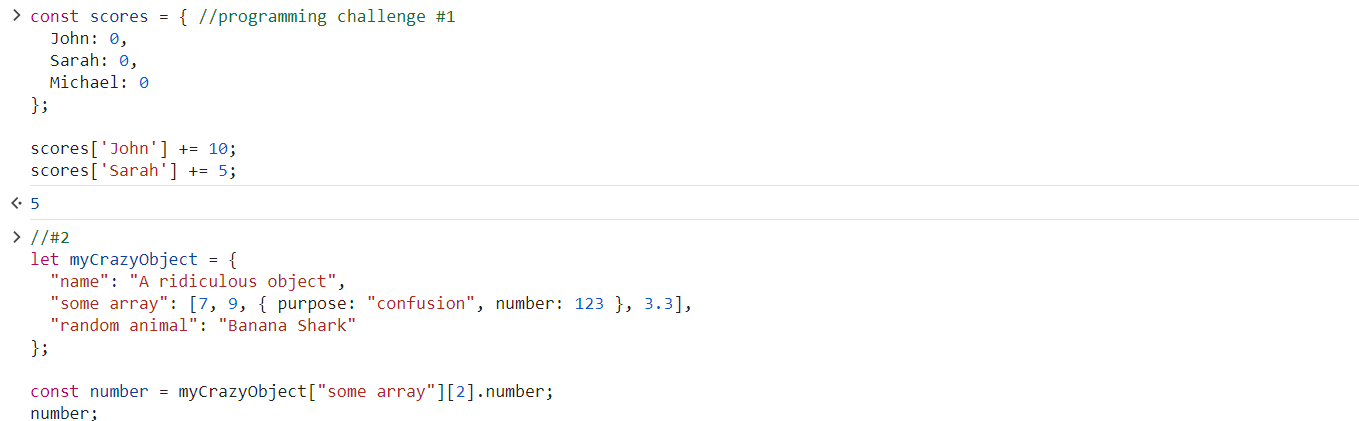 const scores = { //programming challenge #1
  John: 0,
  Sarah: 0,
  Michael: 0
};
scores['John'] += 10;
scores['Sarah'] += 5;
5
//#2
let myCrazyObject = {
  "name": "A ridiculous object",
  "some array": [7, 9, { purpose: "confusion", number: 123 }, 3.3],
  "random animal": "Banana Shark"
};
const number = myCrazyObject["some array"][2].number;
number;